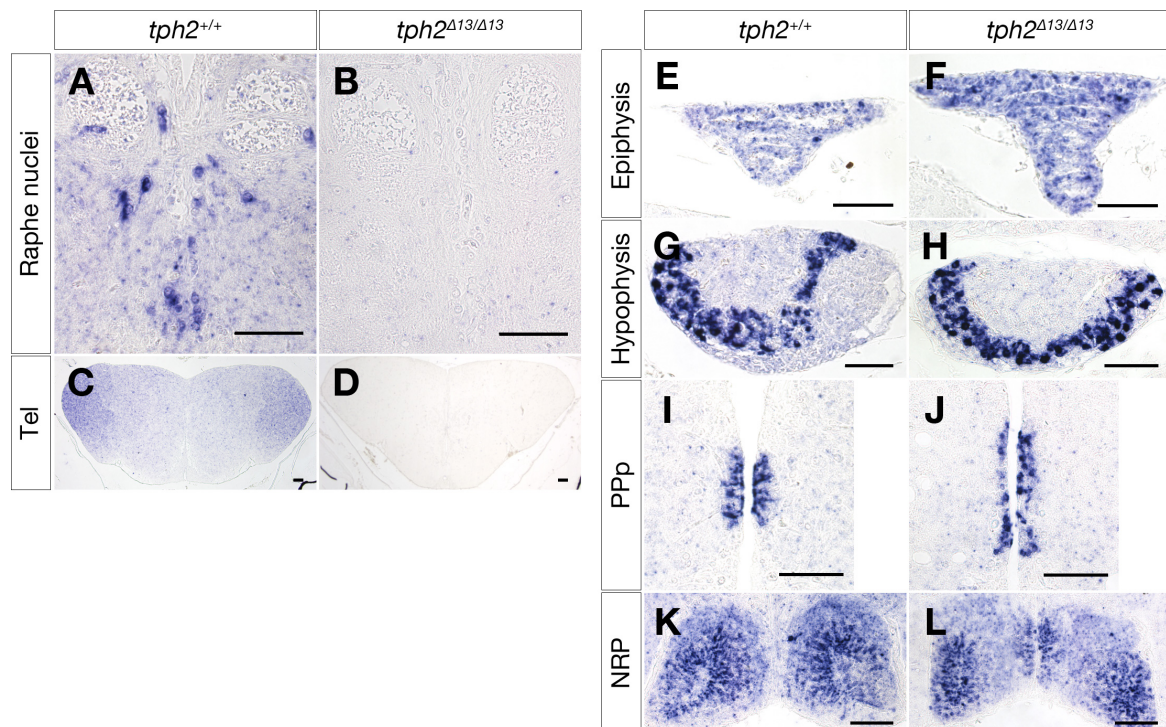 tph2+/+
tph2Δ13/Δ13
tph2+/+
tph2Δ13/Δ13
Raphe nuclei
A
B
Tel
C
D
Epiphysis
E
F
Hypophysis
G
H
PPp
I
J
NRP
K
L